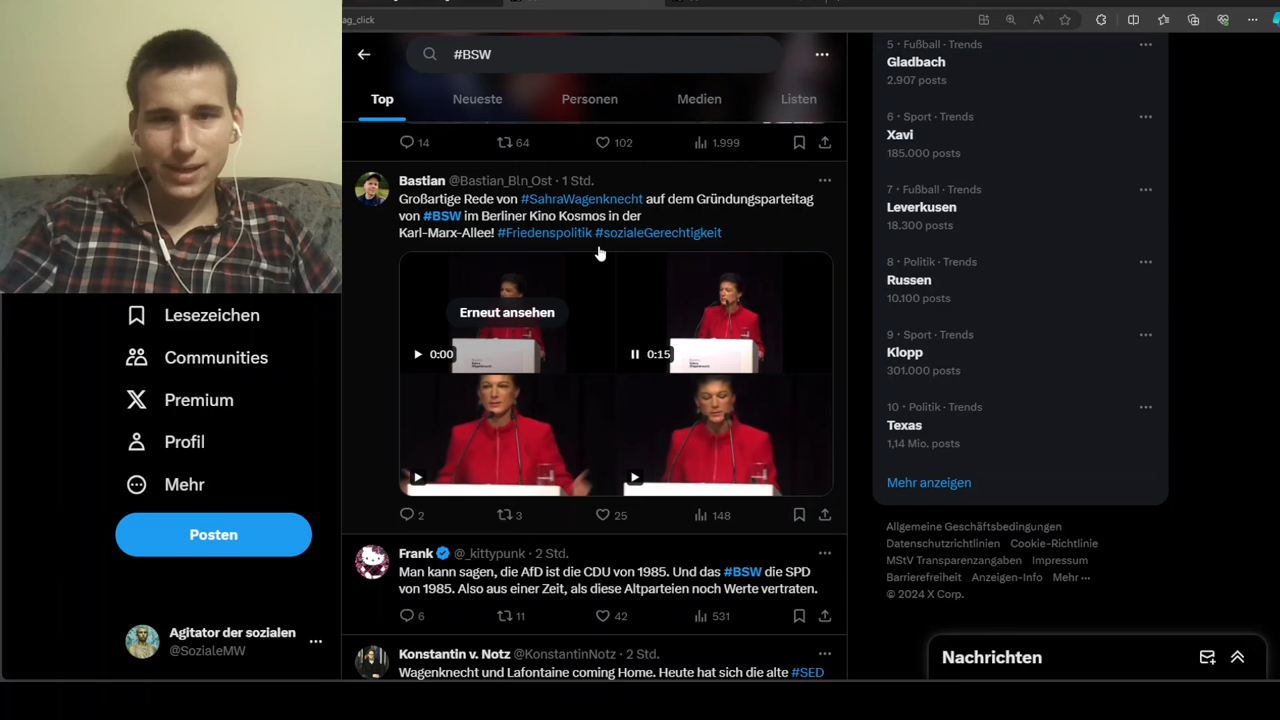 ag_click
#BSW
Top
Neueste
Personen
Medien
Listen
14
64
102
1.999
Bastian @Bastian_Bln_Ost · 1 Std.
Großartige Rede von #SahraWagenknecht auf dem Gründungsparteitag
von #BSW im Berliner Kino Kosmos in der
Karl-Marx-Allee! #Friedenspolitik #sozialeGerechtigkeit
Erneut ansehen
0:00
0:15
2
3
25
148
Frank @_kittypunk · 2 Std.
Man kann sagen, die AfD ist die CDU von 1985. Und das #BSW die SPD
von 1985. Also aus einer Zeit, als diese Altparteien noch Werte vertraten.
6
11
42
531
Konstantin v. Notz @KonstantinNotz · 2 Std.
Wagenknecht und Lafontaine coming Home. Heute hat sich die alte #SED
Lesezeichen
Communities
Premium
Profil
Mehr
Posten
Agitator der sozialen
@SozialeMW
5 · Fußball · Trends
Gladbach
2.907 posts
6 · Sport · Trends
Xavi
185.000 posts
7 · Fußball · Trends
Leverkusen
18.300 posts
8 · Politik · Trends
Russen
10.100 posts
9 · Sport · Trends
Klopp
301.000 posts
10 · Politik · Trends
Texas
1,14 Mio. posts
Mehr anzeigen
Allgemeine Geschäftsbedingungen
Datenschutzrichtlinien Cookie-Richtlinie
MStV Transparenzangaben Impressum
Barrierefreiheit Anzeigen-Info Mehr ···
© 2024 X Corp.
Nachrichten